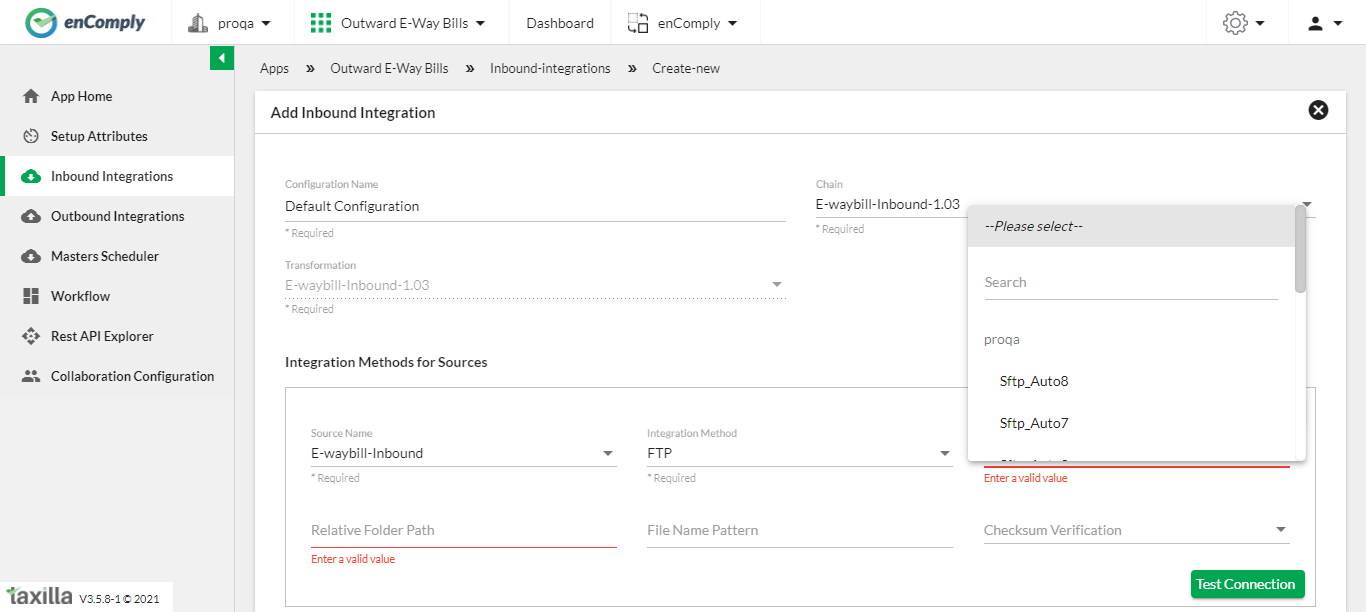 enComply proqa Outward E-Way Bills Dashboard enComply
Apps » Outward E-Way Bills » Inbound-integrations » Create-new
App Home
Setup Attributes
Inbound Integrations
Outbound Integrations
Masters Scheduler
Workflow
Rest API Explorer
Collaboration Configuration
taxilla V3.5.8-1 © 2021
Add Inbound Integration
Configuration Name
Default Configuration
* Required
Chain
E-waybill-Inbound-1.03
* Required
Transformation
E-waybill-Inbound-1.03
* Required
--Please select--
Search
proqa
Sftp_Auto8
Sftp_Auto7
Integration Methods for Sources
Source Name
E-waybill-Inbound
* Required
Integration Method
FTP
* Required
Enter a valid value
Relative Folder Path
Enter a valid value
File Name Pattern
Checksum Verification
Test Connection